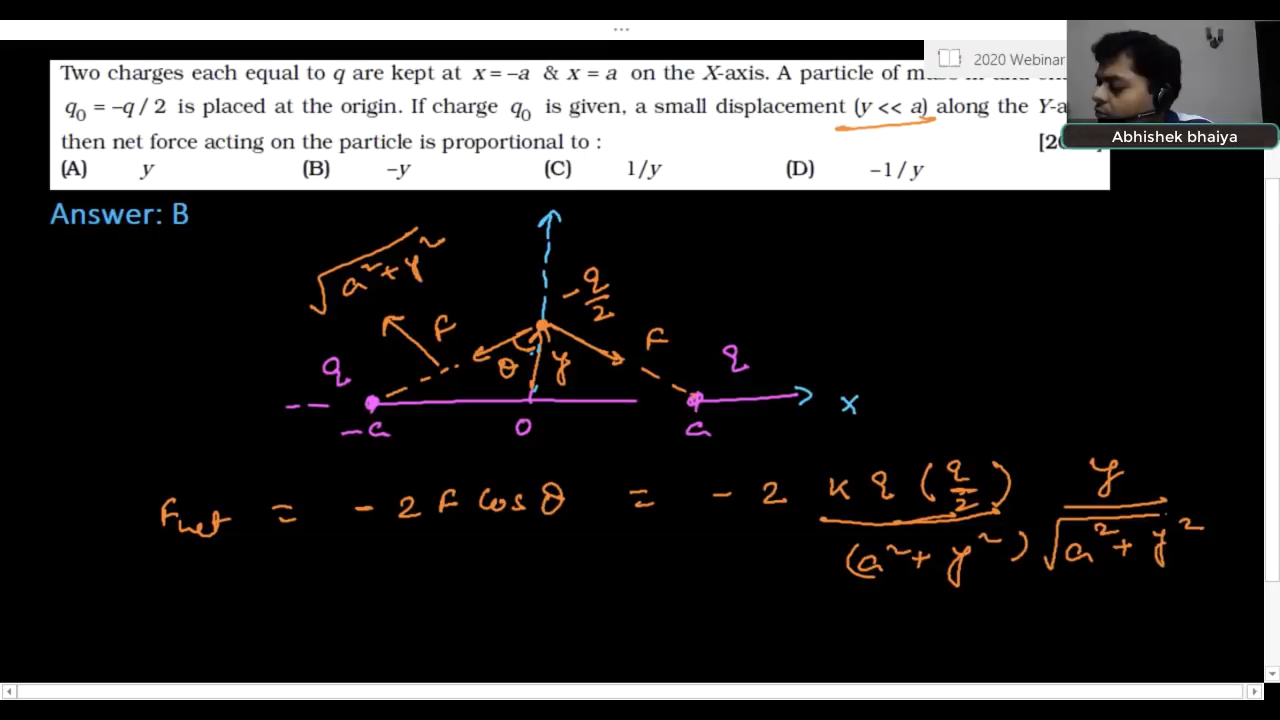 2020 Webinar
Abhishek bhaiya
Two charges each equal to q are kept at x = –a & x = a on the X-axis. A particle of
q₀ = –q / 2 is placed at the origin. If charge q₀ is given, a small displacement (y << a) along the
then net force acting on the particle is proportional to :
(A) y (B) –y (C) 1/y (D) –1 / y
Answer: B
√(a² + y²)
-q/2
F F
q θ y q
-a 0 a x
Fnet = - 2 F cos θ = - 2 K q (q/2) / (a² + y²) y / √(a² + y²)